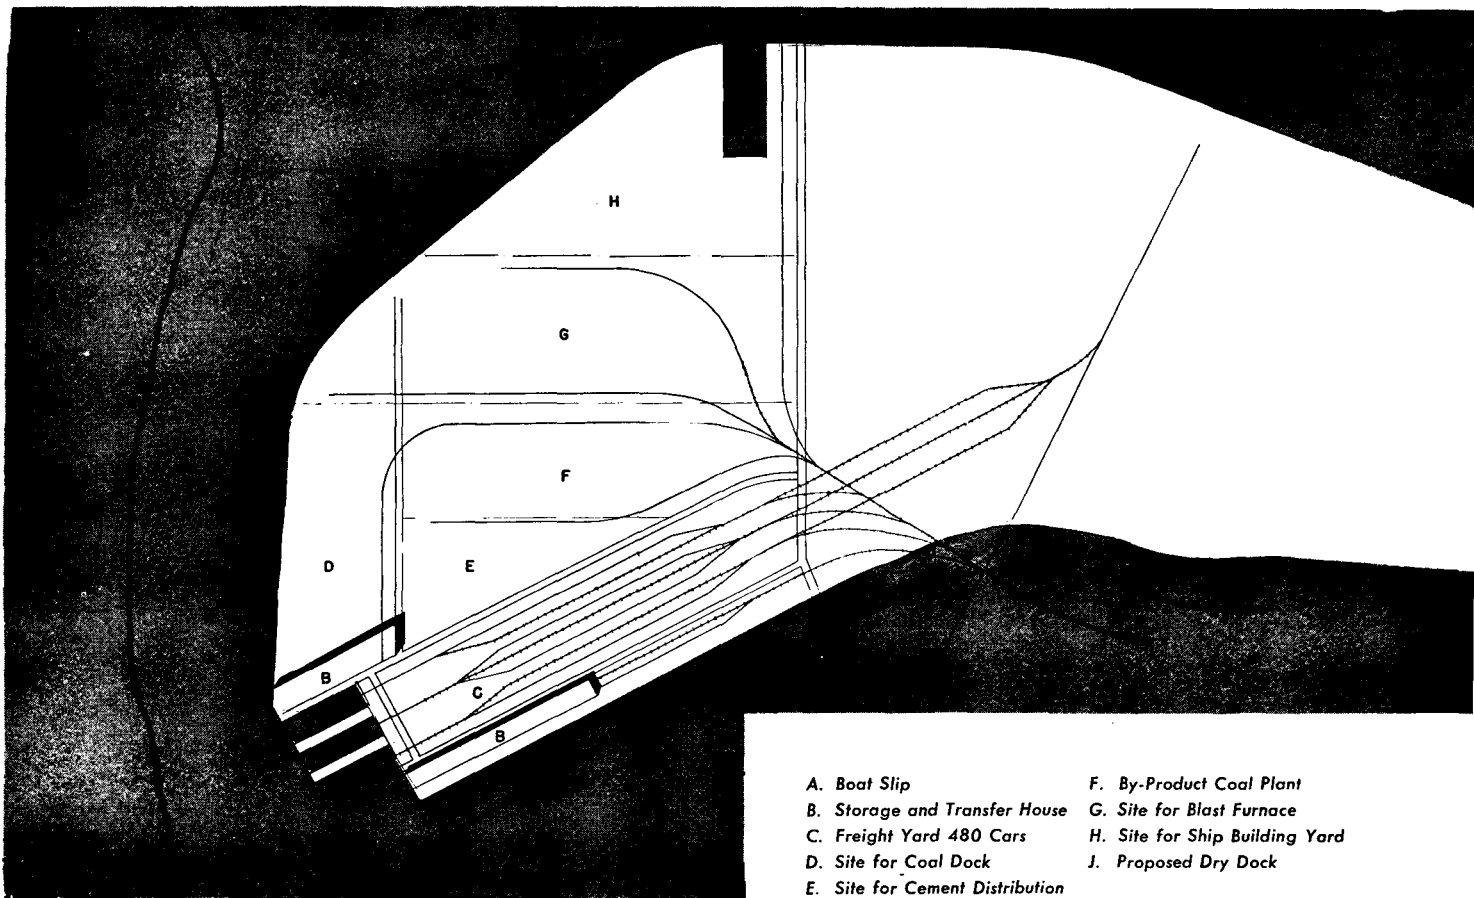 H
G
F
D
E
B
C
B
A. Boat Slip
B. Storage and Transfer House
C. Freight Yard 480 Cars
D. Site for Coal Dock
E. Site for Cement Distribution
F. By-Product Coal Plant
G. Site for Blast Furnace
H. Site for Ship Building Yard
J. Proposed Dry Dock